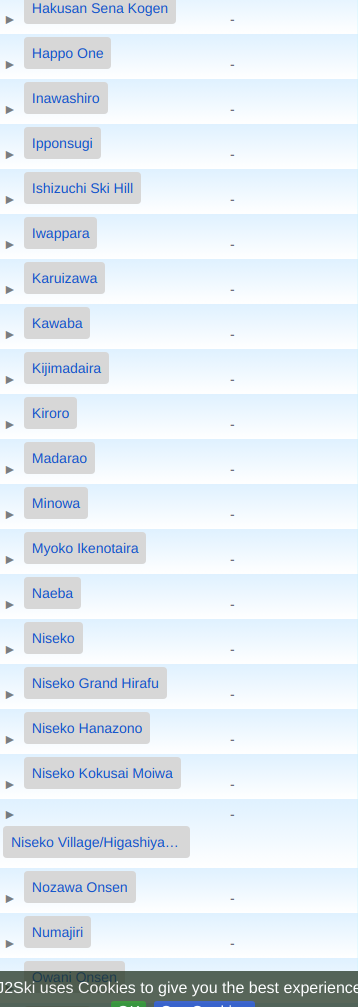 Hakusan Sena Kogen
-
Happo One
-
Inawashiro
-
Ipponsugi
-
Ishizuchi Ski Hill
-
Iwappara
-
Karuizawa
-
Kawaba
-
Kijimadaira
-
Kiroro
-
Madarao
-
Minowa
-
Myoko Ikenotaira
-
Naeba
-
Niseko
-
Niseko Grand Hirafu
-
Niseko Hanazono
-
Niseko Kokusai Moiwa
-
-
Niseko Village/Higashiya…
Nozawa Onsen
-
Numajiri
-
Owani Onsen
J2Ski uses Cookies to give you the best experience